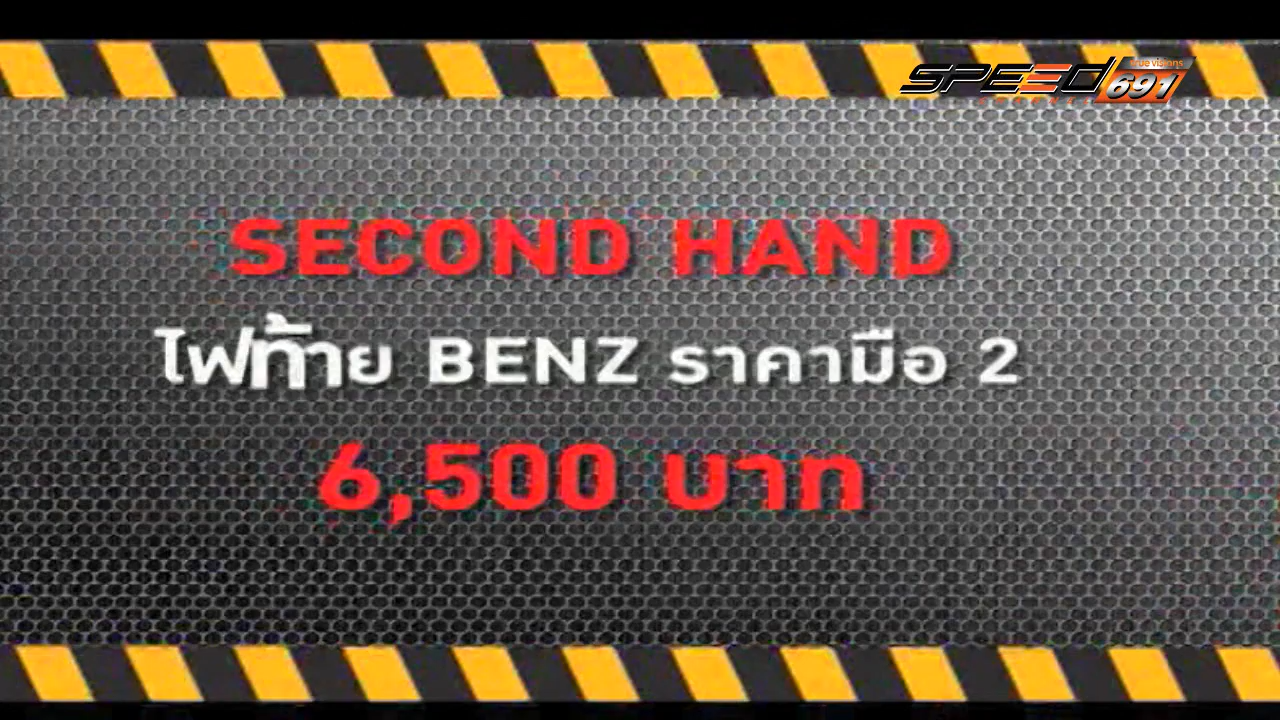 true visions
SPEED 691
CHANNEL
SECOND HAND
ไฟท้าย BENZ ราคามือ 2
6,500 บาท